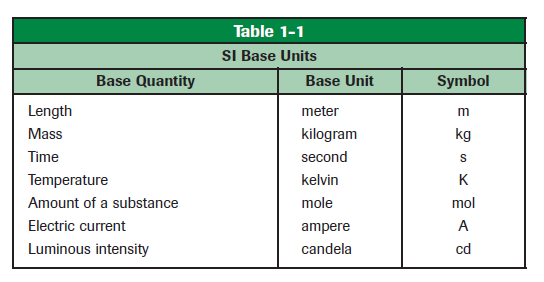 Table 1-1
SI Base Units
Base Quantity Base Unit Symbol
Length meter m
Mass kilogram kg
Time second s
Temperature kelvin K
Amount of a substance mole mol
Electric current ampere A
Luminous intensity candela cd